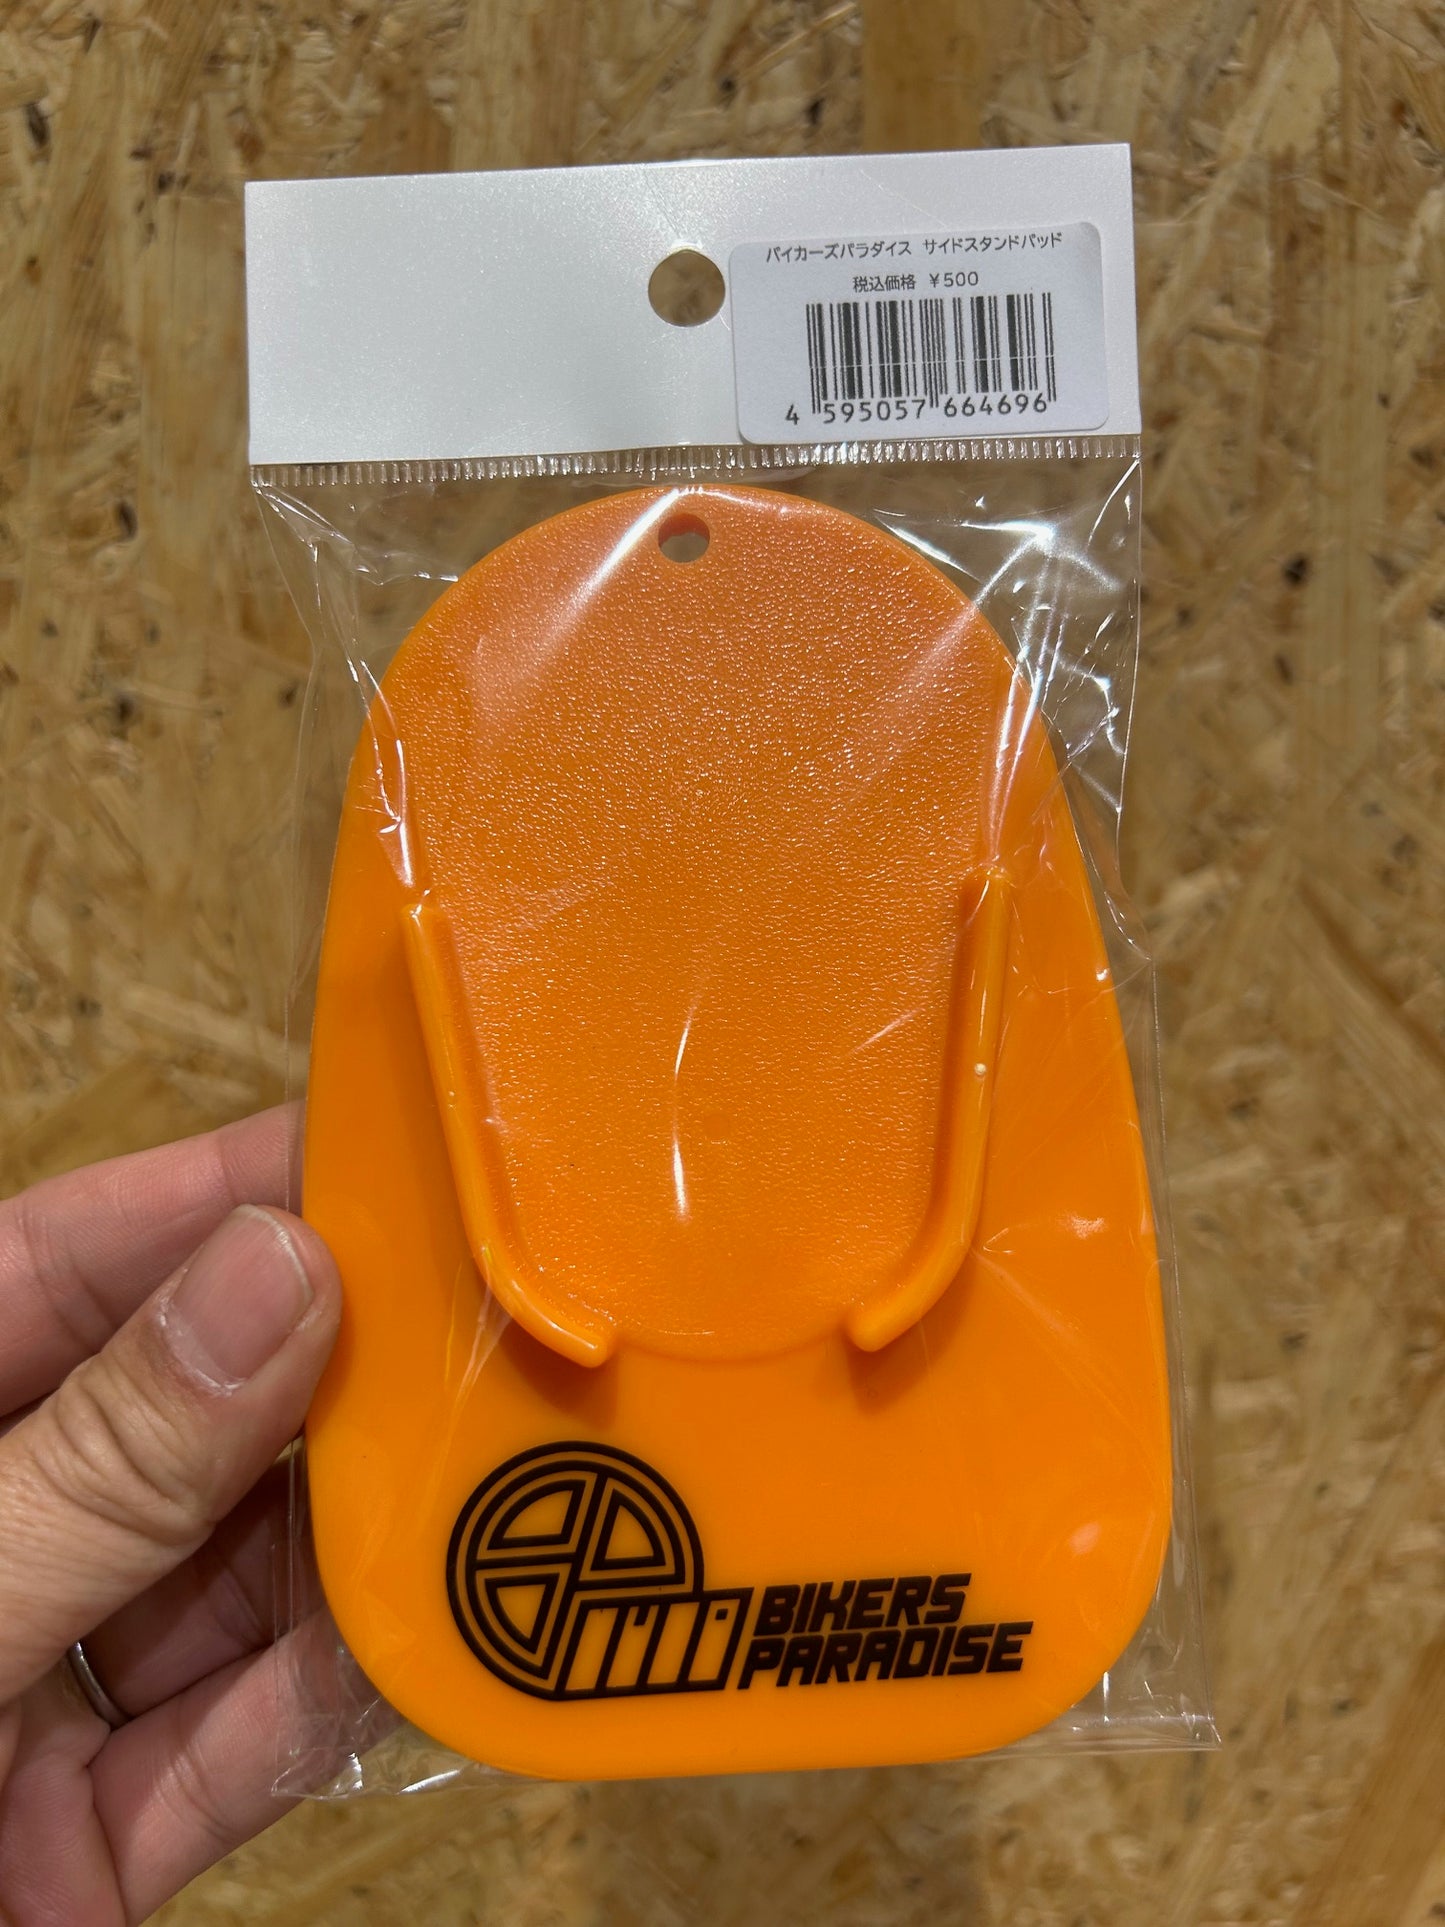 バイカーズパラダイス サイドスタンドパッド
税込価格 ¥500
4 595057 664696
BIKERS
PARADISE